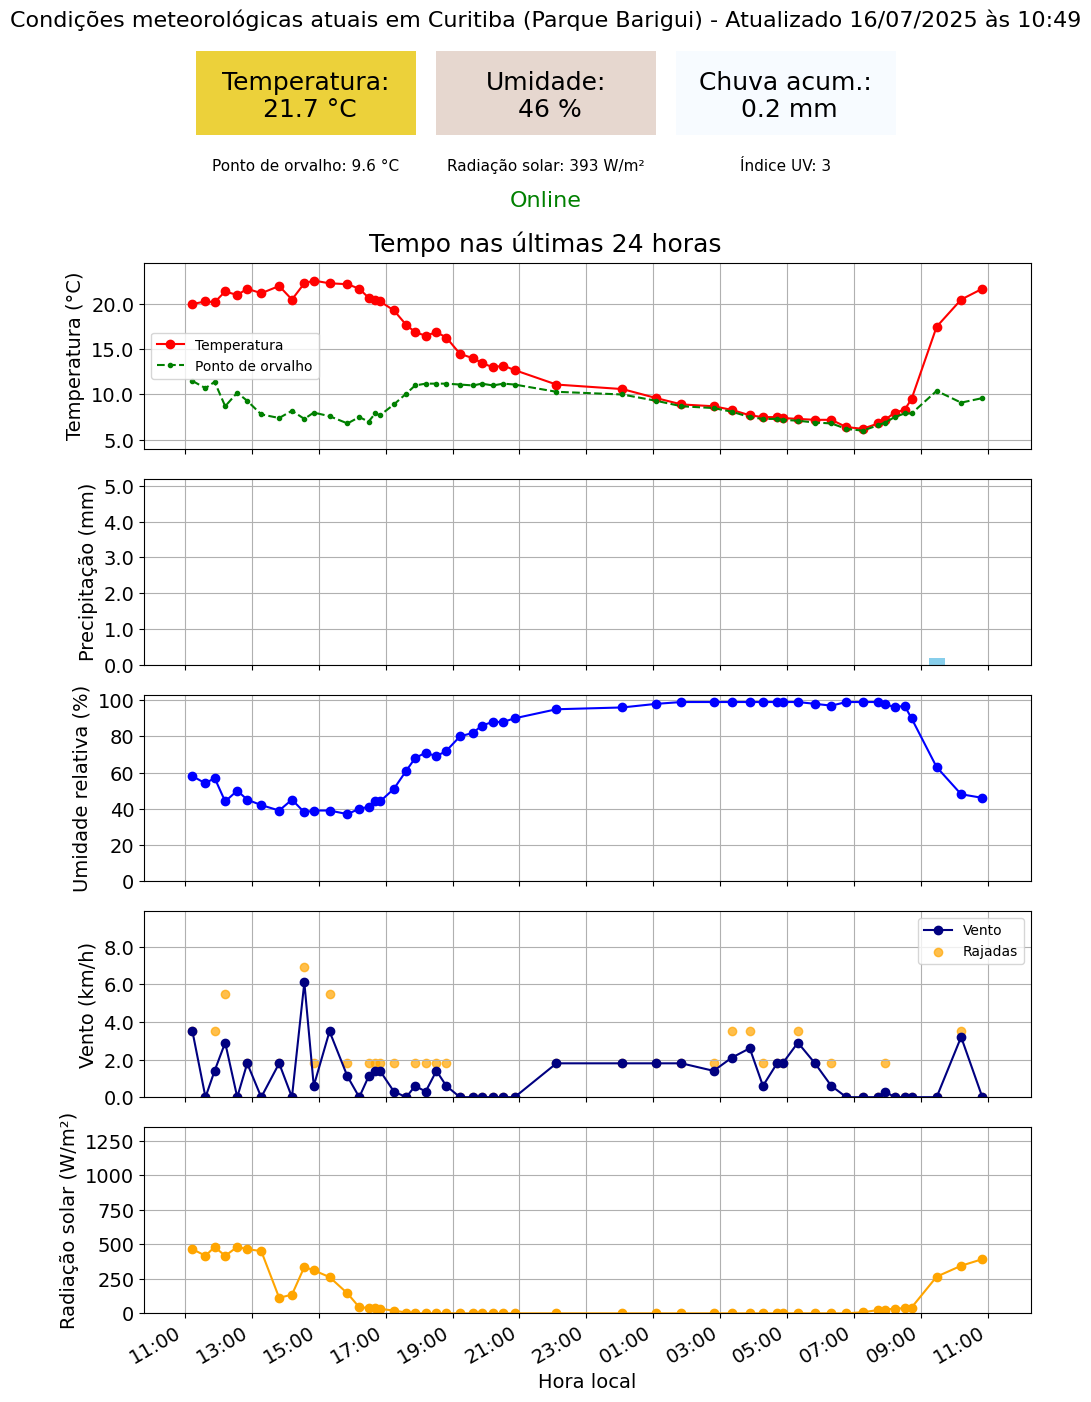 Condições meteorológicas atuais em Curitiba (Parque Barigui) - Atualizado 16/07/2025 às 10:49
Temperatura:
21.7 °C
Umidade:
46 %
Chuva acum.:
0.2 mm
Ponto de orvalho: 9.6 °C
Radiação solar: 393 W/m²
Índice UV: 3
Online
Tempo nas últimas 24 horas
Temperatura (°C)
20.0
15.0
10.0
5.0
Temperatura
Ponto de orvalho
Precipitação (mm)
5.0
4.0
3.0
2.0
1.0
0.0
Umidade relativa (%)
100
80
60
40
20
0
Vento (km/h)
8.0
6.0
4.0
2.0
0.0
Vento
Rajadas
Radiação solar (W/m²)
1250
1000
750
500
250
0
11:00
13:00
15:00
17:00
19:00
21:00
23:00
01:00
03:00
05:00
07:00
09:00
11:00
Hora local